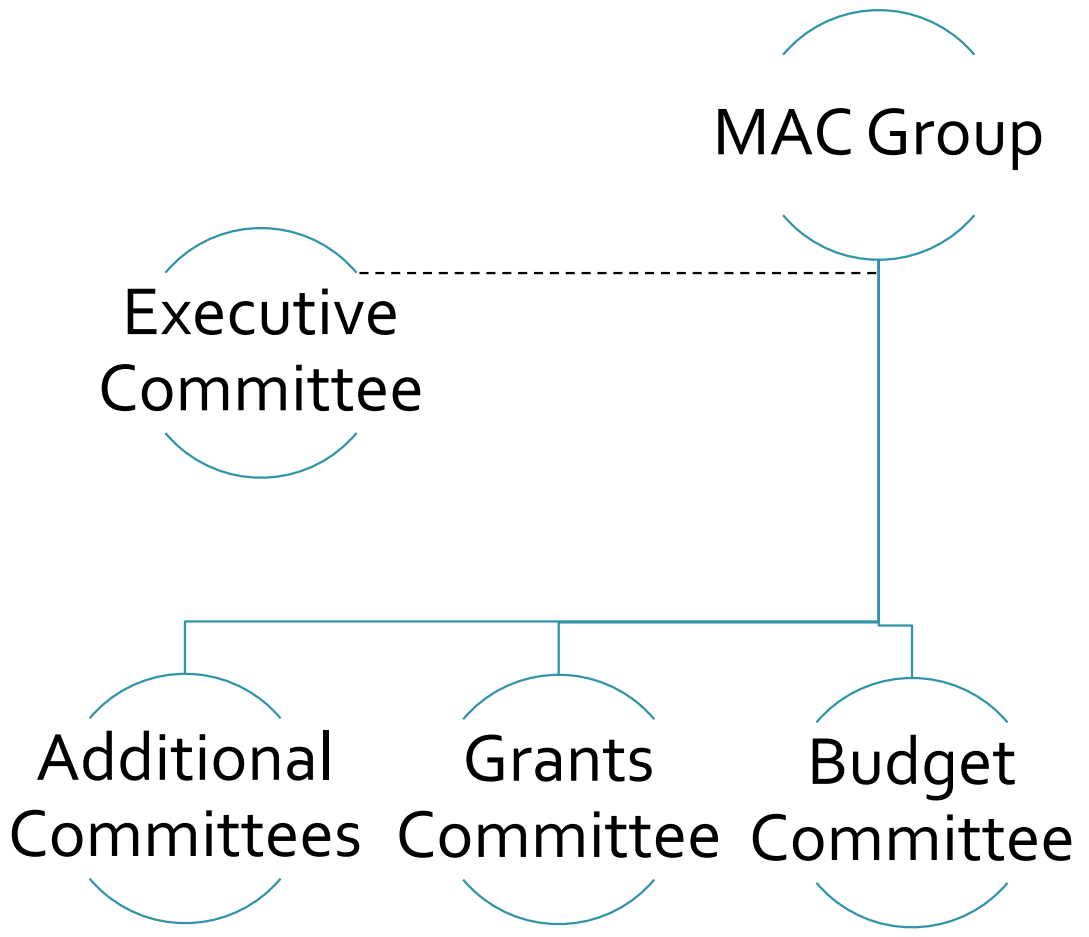 MAC Group
Executive
Committee
Additional
Committees
Grants
Committee
Budget
Committee